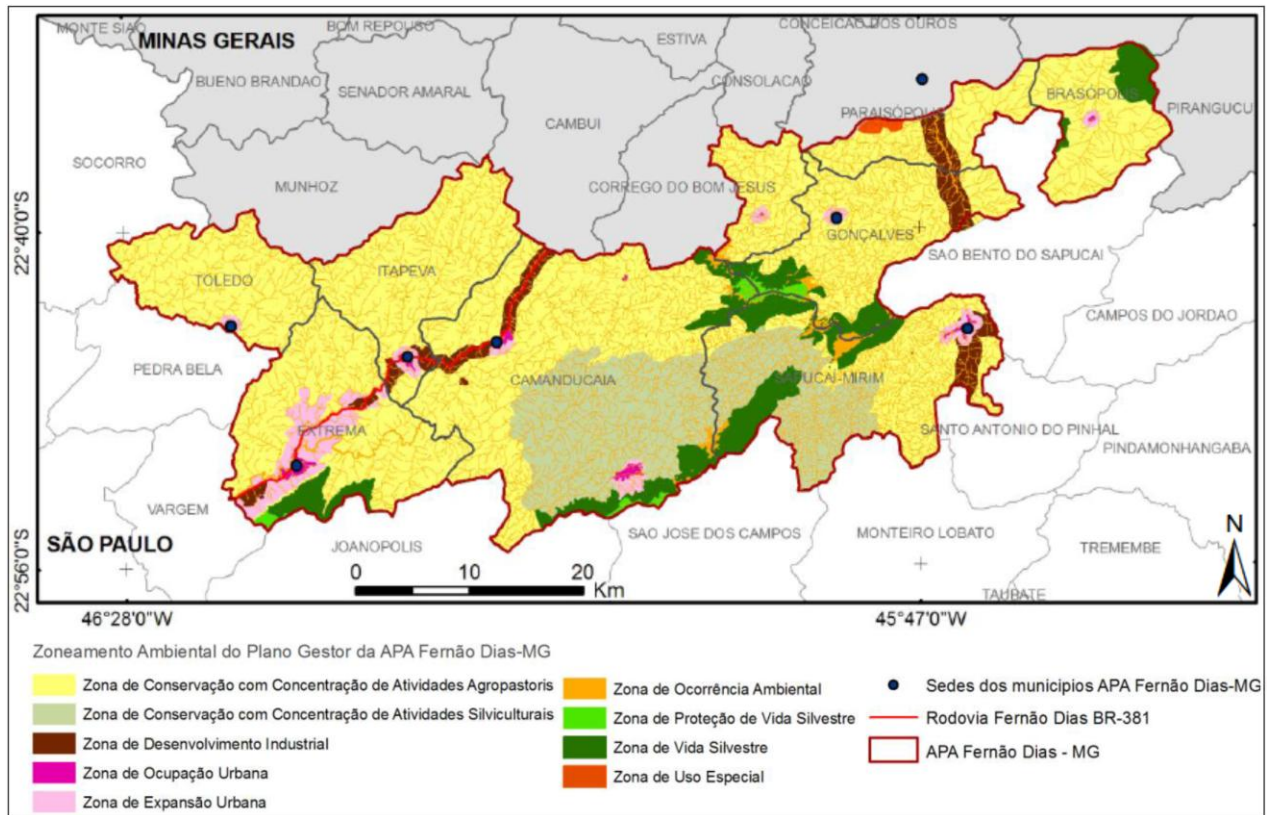 MONTE SIAO
BOM REPOUSO
CONCEICAO DOS OUROS
MINAS GERAIS
ESTIVA
BUENO BRANDAO
SENADOR AMARAL
CONSOLACAO
BRASÓPOLIS
PIRANGUCU
CAMBUI
PARAISÓPOLIS
SOCORRO
MUNHOZ
CORREGO DO BOM JESUS
22°40'0"S
GONÇALVES
SAO BENTO DO SAPUCAI
TOLEDO
ITAPEVA
CAMPOS DO JORDAO
PEDRA BELA
CAMANDUCAIA
SAPUCAI-MIRIM
EXTREMA
SANTO ANTONIO DO PINHAL
PINDAMONHANGABA
VARGEM
SAO JOSE DOS CAMPOS
MONTEIRO LOBATO
N
SÃO PAULO
JOANOPOLIS
TREMEMBE
22°56'0"S
0 10 20
Km
TAUBATE
46°28'0"W
45°47'0"W
Zoneamento Ambiental do Plano Gestor da APA Fernão Dias-MG
Zona de Conservação com Concentração de Atividades Agropastoris
Zona de Conservação com Concentração de Atividades Silviculturais
Zona de Desenvolvimento Industrial
Zona de Ocupação Urbana
Zona de Expansão Urbana
Zona de Ocorrência Ambiental
Zona de Proteção de Vida Silvestre
Zona de Vida Silvestre
Zona de Uso Especial
Sedes dos municipios APA Fernão Dias-MG
Rodovia Fernão Dias BR-381
APA Fernão Dias - MG